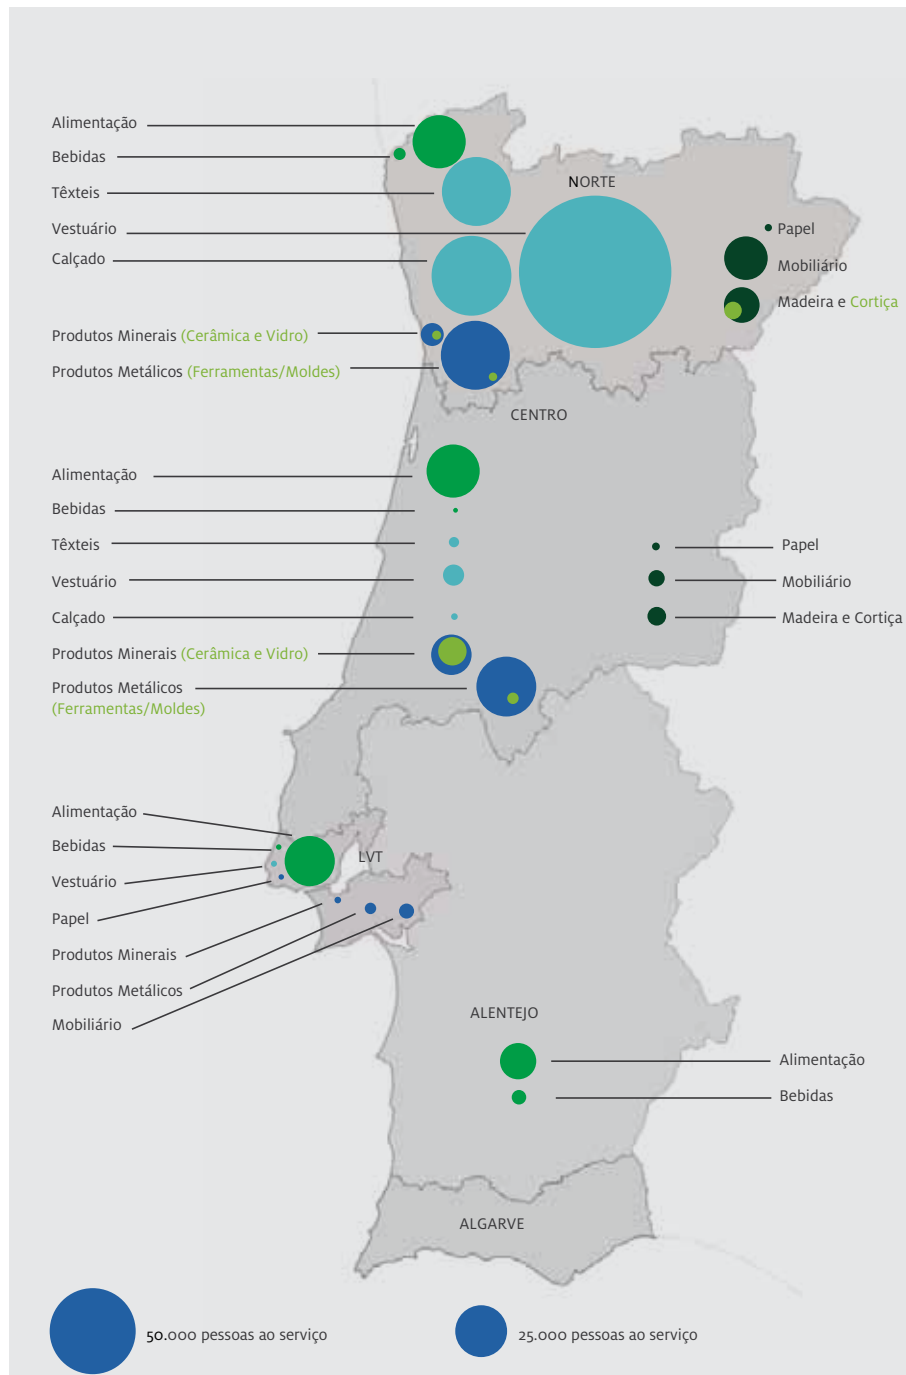 Alimentação
Bebidas
Têxteis
NORTE
Vestuário
Papel
Calçado
Mobiliário
Madeira e Cortiça
Produtos Minerais (Cerâmica e Vidro)
Produtos Metálicos (Ferramentas/Moldes)
CENTRO
Alimentação
Bebidas
Têxteis
Papel
Vestuário
Mobiliário
Calçado
Madeira e Cortiça
Produtos Minerais (Cerâmica e Vidro)
Produtos Metálicos
(Ferramentas/Moldes)
Alimentação
Bebidas
LVT
Vestuário
Papel
Produtos Minerais
Produtos Metálicos
Mobiliário
ALENTEJO
Alimentação
Bebidas
ALGARVE
50.000 pessoas ao serviço
25.000 pessoas ao serviço